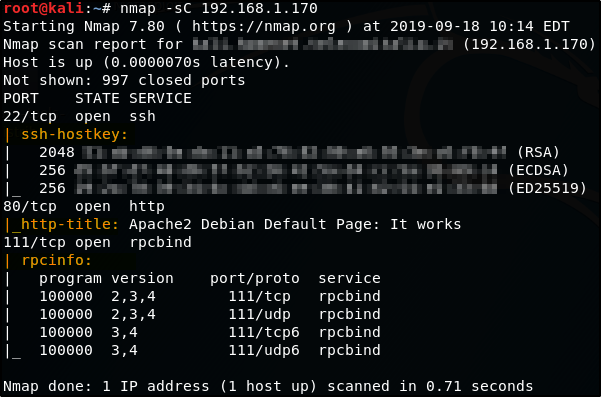 root@kali:~# nmap -sC 192.168.1.170
Starting Nmap 7.80 ( https://nmap.org ) at 2019-09-18 10:14 EDT
Nmap scan report for (192.168.1.170)
Host is up (0.0000070s latency).
Not shown: 997 closed ports
PORT    STATE SERVICE
22/tcp  open  ssh
| ssh-hostkey:
|   2048 (RSA)
|   256 (ECDSA)
|_  256 (ED25519)
80/tcp  open  http
|_http-title: Apache2 Debian Default Page: It works
111/tcp open  rpcbind
| rpcinfo:
|   program version    port/proto  service
|   100000  2,3,4        111/tcp   rpcbind
|   100000  2,3,4        111/udp   rpcbind
|   100000  3,4          111/tcp6  rpcbind
|_  100000  3,4          111/udp6  rpcbind
Nmap done: 1 IP address (1 host up) scanned in 0.71 seconds